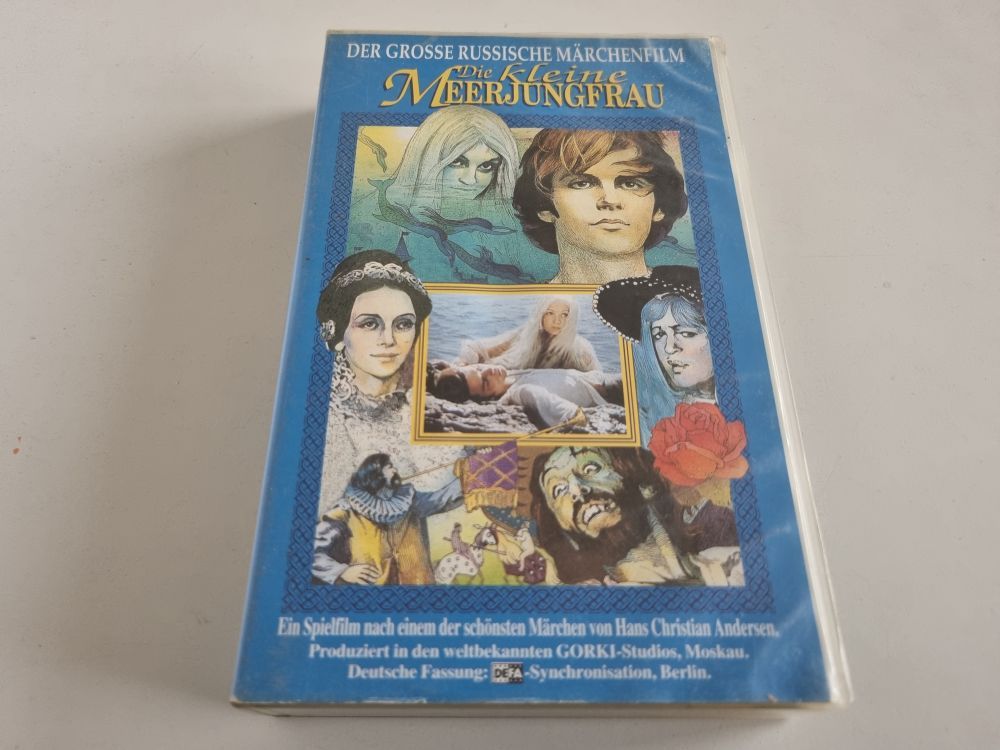 DER GROSSE RUSSISCHE MÄRCHENFILM
Die kleine
MEERJUNGFRAU
Ein Spielfilm nach einem der schönsten Märchen von Hans Christian Andersen.
Produziert in den weltbekannten GORKI-Studios, Moskau.
Deutsche Fassung: DEFA-Synchronisation, Berlin.